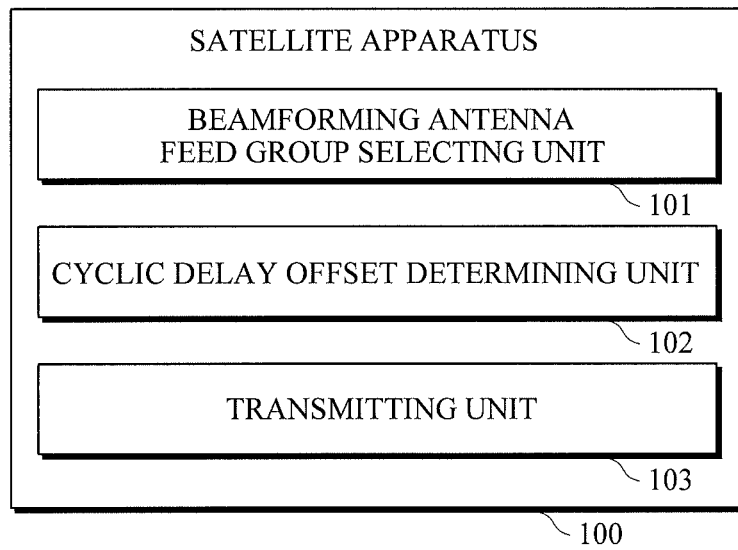 SATELLITE APPARATUS
BEAMFORMING ANTENNA
FEED GROUP SELECTING UNIT
101
CYCLIC DELAY OFFSET DETERMINING UNIT
102
TRANSMITTING UNIT
103
100